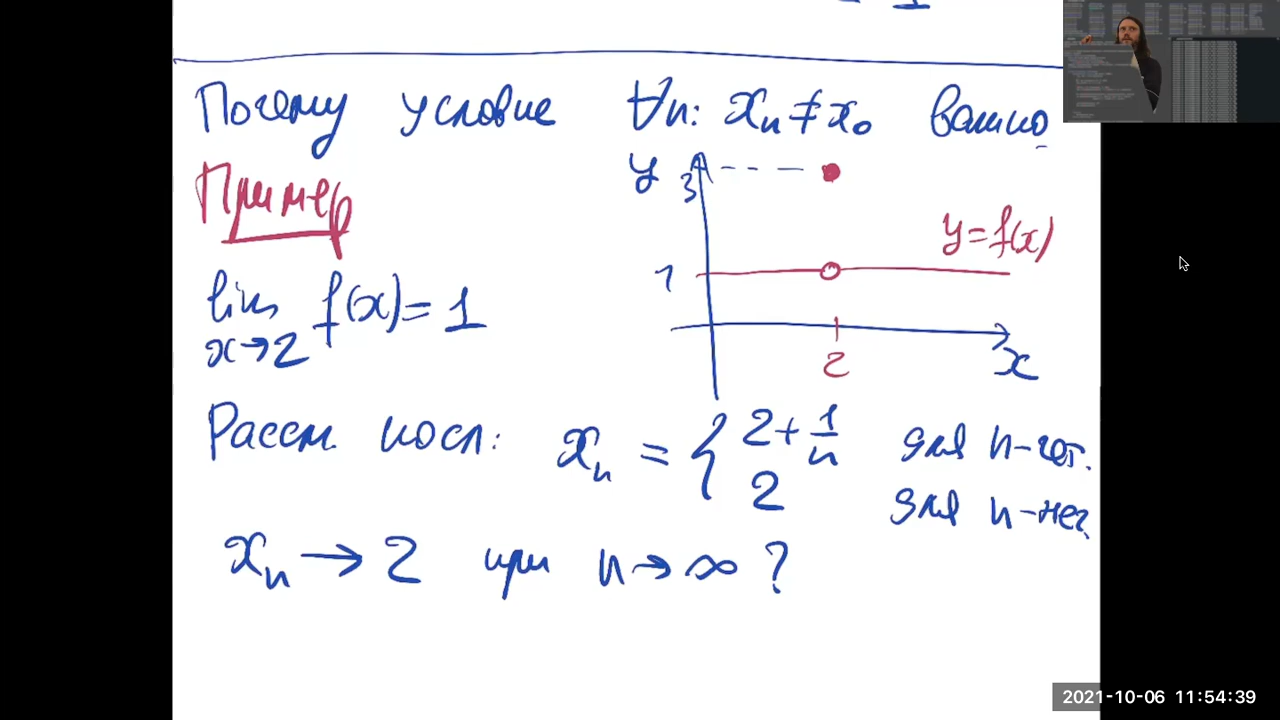 Почему условие ∀n: xₙ ≠ x₀ важно
Пример
y
3
y=f(x)
1
lim f(x) = 1
x→2
2
x
Рассм. посл: xₙ = { 2 + 1/n для n-чет.
2 для n-неч.
xₙ → 2 при n → ∞ ?
2021-10-06 11:54:39